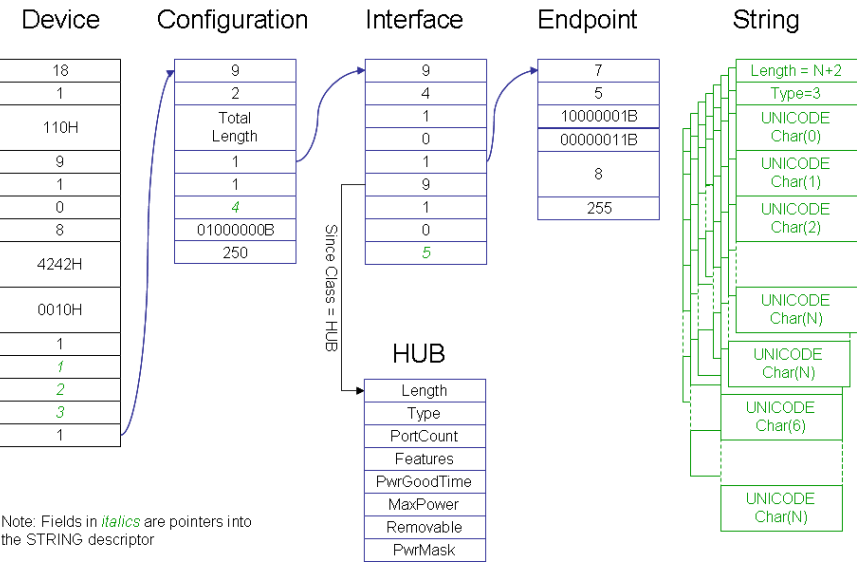 Device
18
1
110H
9
1
0
8
4242H
0010H
1
1
2
3
1
Configuration
9
2
Total
Length
1
1
4
01000000B
250
Interface
9
4
1
0
1
9
1
0
5
Since Class = HUB
HUB
Length
Type
PortCount
Features
PwrGoodTime
MaxPower
Removable
PwrMask
Endpoint
7
5
10000001B
00000011B
8
255
String
Length = N+2
Type=3
UNICODE
Char(0)
UNICODE
Char(1)
UNICODE
Char(2)
UNICODE
Char(N)
UNICODE
Char(N)
UNICODE
Char(6)
UNICODE
Char(N)
Note: Fields in italics are pointers into
the STRING descriptor